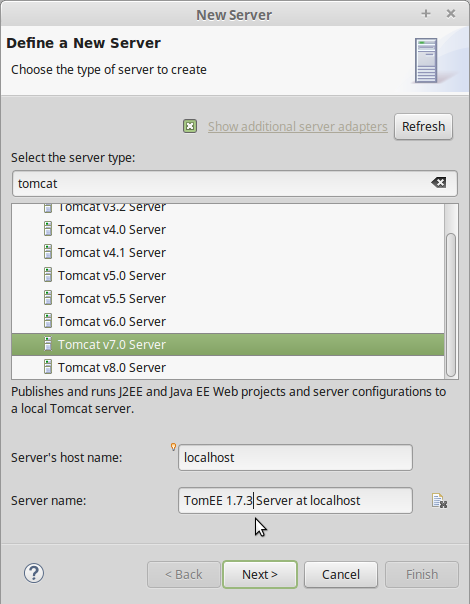 New Server
Define a New Server
Choose the type of server to create
Show additional server adapters
Refresh
Select the server type:
tomcat
Tomcat v3.2 Server
Tomcat v4.0 Server
Tomcat v4.1 Server
Tomcat v5.0 Server
Tomcat v5.5 Server
Tomcat v6.0 Server
Tomcat v7.0 Server
Tomcat v8.0 Server
Publishes and runs J2EE and Java EE Web projects and server configurations to
a local Tomcat server.
Server's host name: localhost
Server name: TomEE 1.7.3 Server at localhost
? < Back Next > Cancel Finish